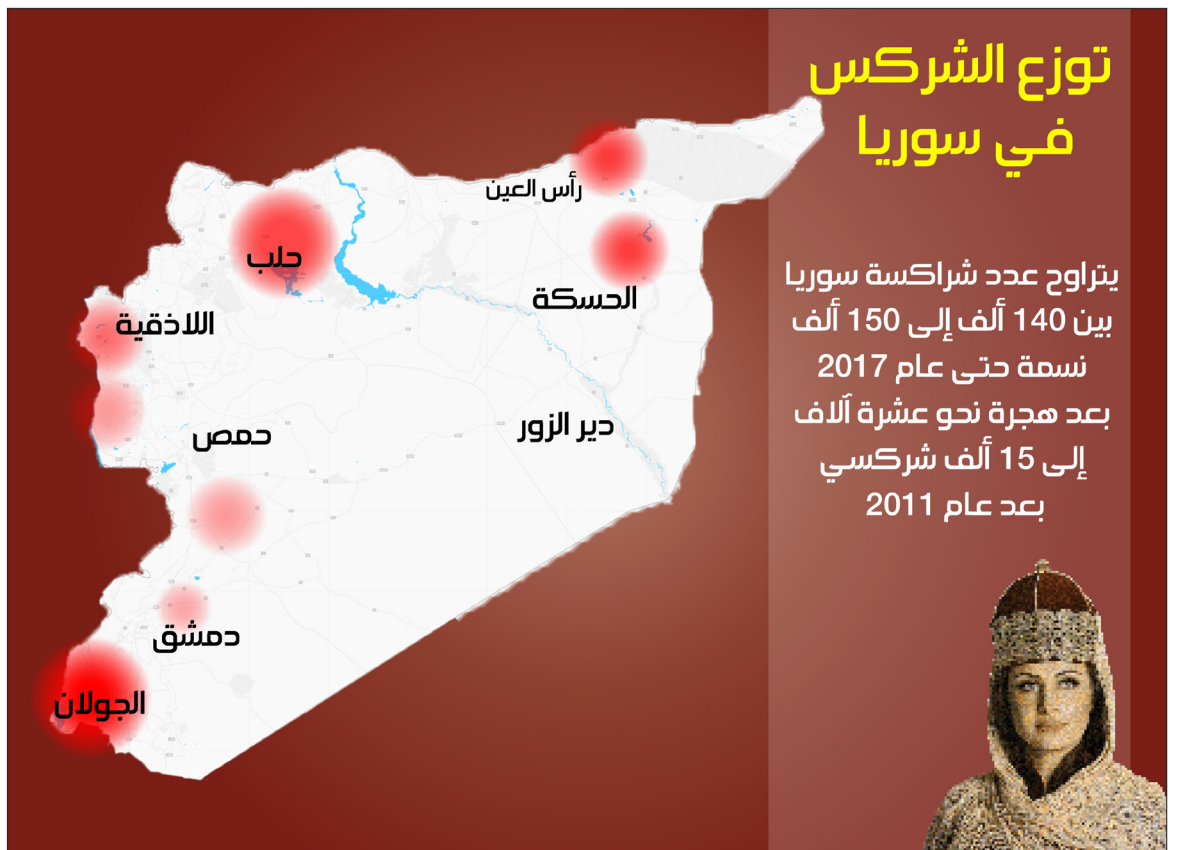 توزع الشركس
في سوريا
يتراوح عدد شراكسة سوريا
بين 140 ألف إلى 150 ألف
نسمة حتى عام 2017
بعد هجرة نحو عشرة آلاف
إلى 15 ألف شركسي
بعد عام 2011
رأس العين
حلب
الحسكة
اللاذقية
دير الزور
حمص
دمشق
الجولان